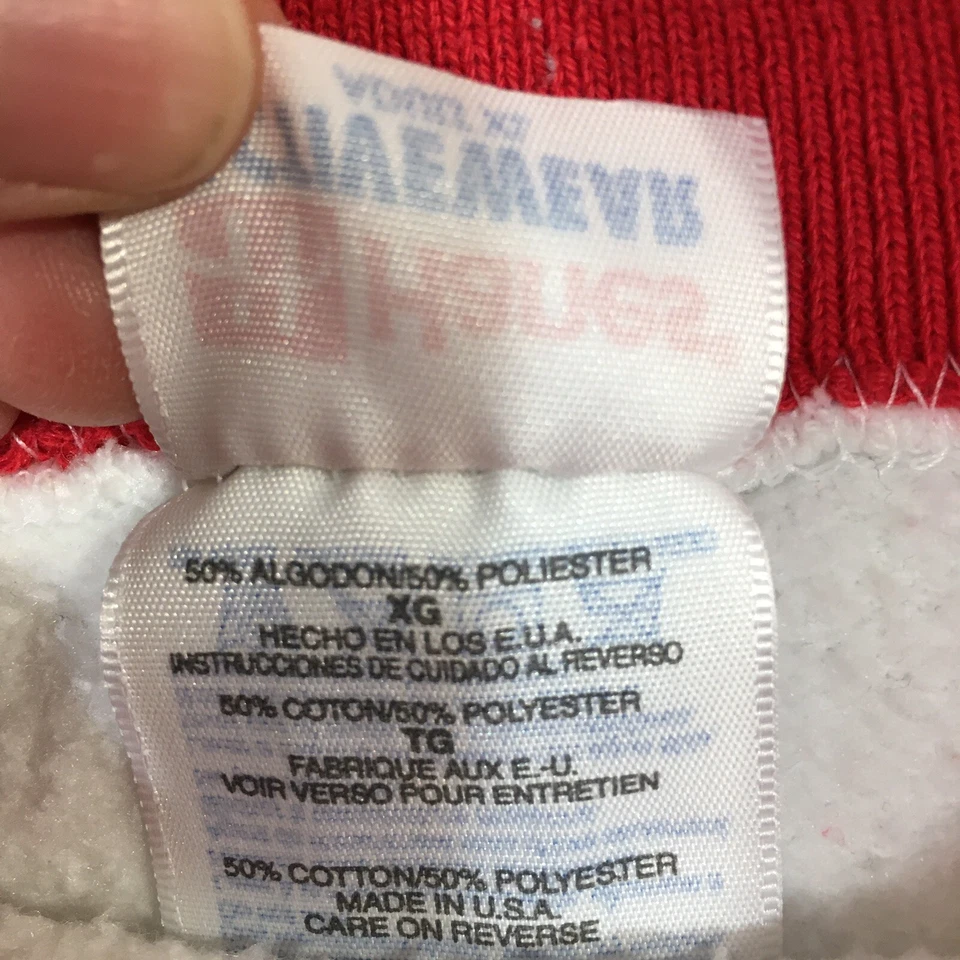 Hanes
50% ALGODON/50% POLIESTER
XG
HECHO EN LOS E.U.A.
INSTRUCCIONES DE CUIDADO AL REVERSO
50% COTON/50% POLYESTER
TG
FABRIQUE AUX E.-U.
VOIR VERSO POUR ENTRETIEN
50% COTTON/50% POLYESTER
MADE IN U.S.A.
CARE ON REVERSE